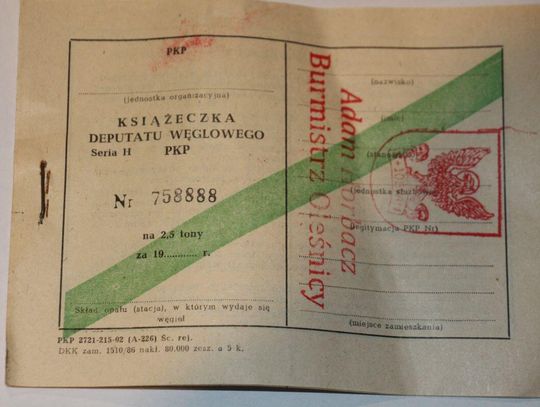 PKP
(jednostka organizacyjna)
KSIĄŻECZKA
DEPUTATU WĘGLOWEGO
Seria H PKP
Nr 758888
na 2,5 tony
za 19............ r.
Skład opału (stacja), w którym wydaje się
węgiel
PKP 2721-215-02 (A-226) Śc. rej.
DKK zam. 1510/86 nakł. 80.000 zesz. a 5 k.
(nazwisko)
(imię)
(jednostka służbowa)
(legitymacja PKP Nr)
(miejsce zamieszkania)
Adam Horbacz
Burmistrz Oleśnicy